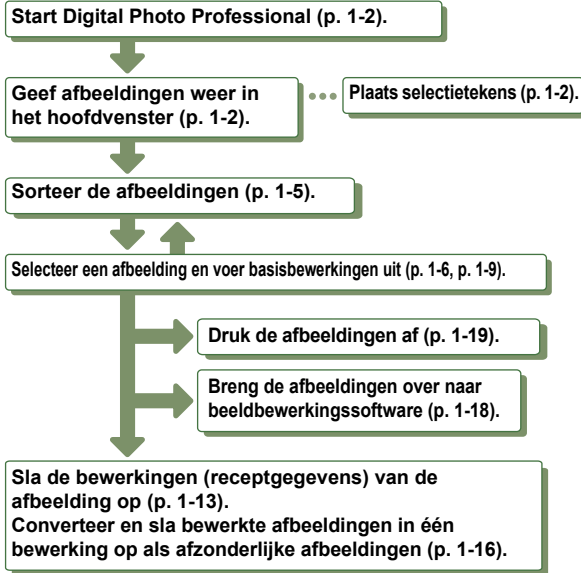 Start Digital Photo Professional (p. 1-2).
Geef afbeeldingen weer in
het hoofdvenster (p. 1-2).
Plaats selectietekens (p. 1-2).
Sorteer de afbeeldingen (p. 1-5).
Selecteer een afbeelding en voer basisbewerkingen uit (p. 1-6, p. 1-9).
Druk de afbeeldingen af (p. 1-19).
Breng de afbeeldingen over naar
beeldbewerkingssoftware (p. 1-18).
Sla de bewerkingen (receptgegevens) van de
afbeelding op (p. 1-13).
Converteer en sla bewerkte afbeeldingen in één
bewerking op als afzonderlijke afbeeldingen (p. 1-16).